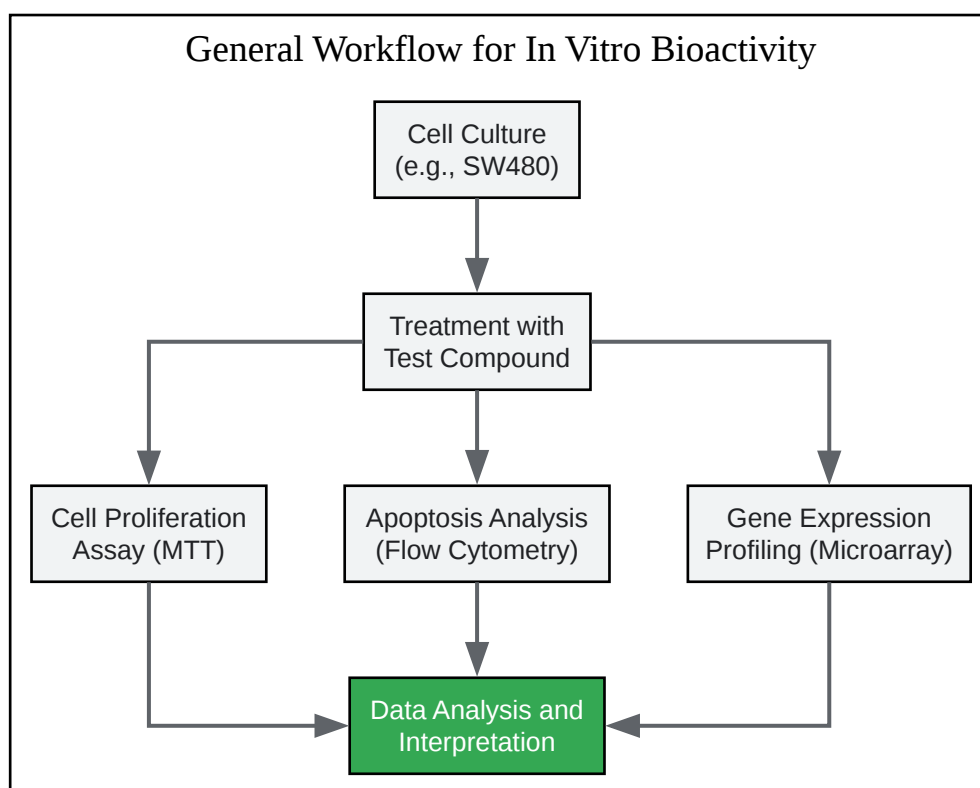 General Workflow for In Vitro Bioactivity
Cell Culture
(e.g., SW480)
Treatment with
Test Compound
Cell Proliferation
Assay (MTT)
Apoptosis Analysis
(Flow Cytometry)
Gene Expression
Profiling (Microarray)
Data Analysis and
Interpretation